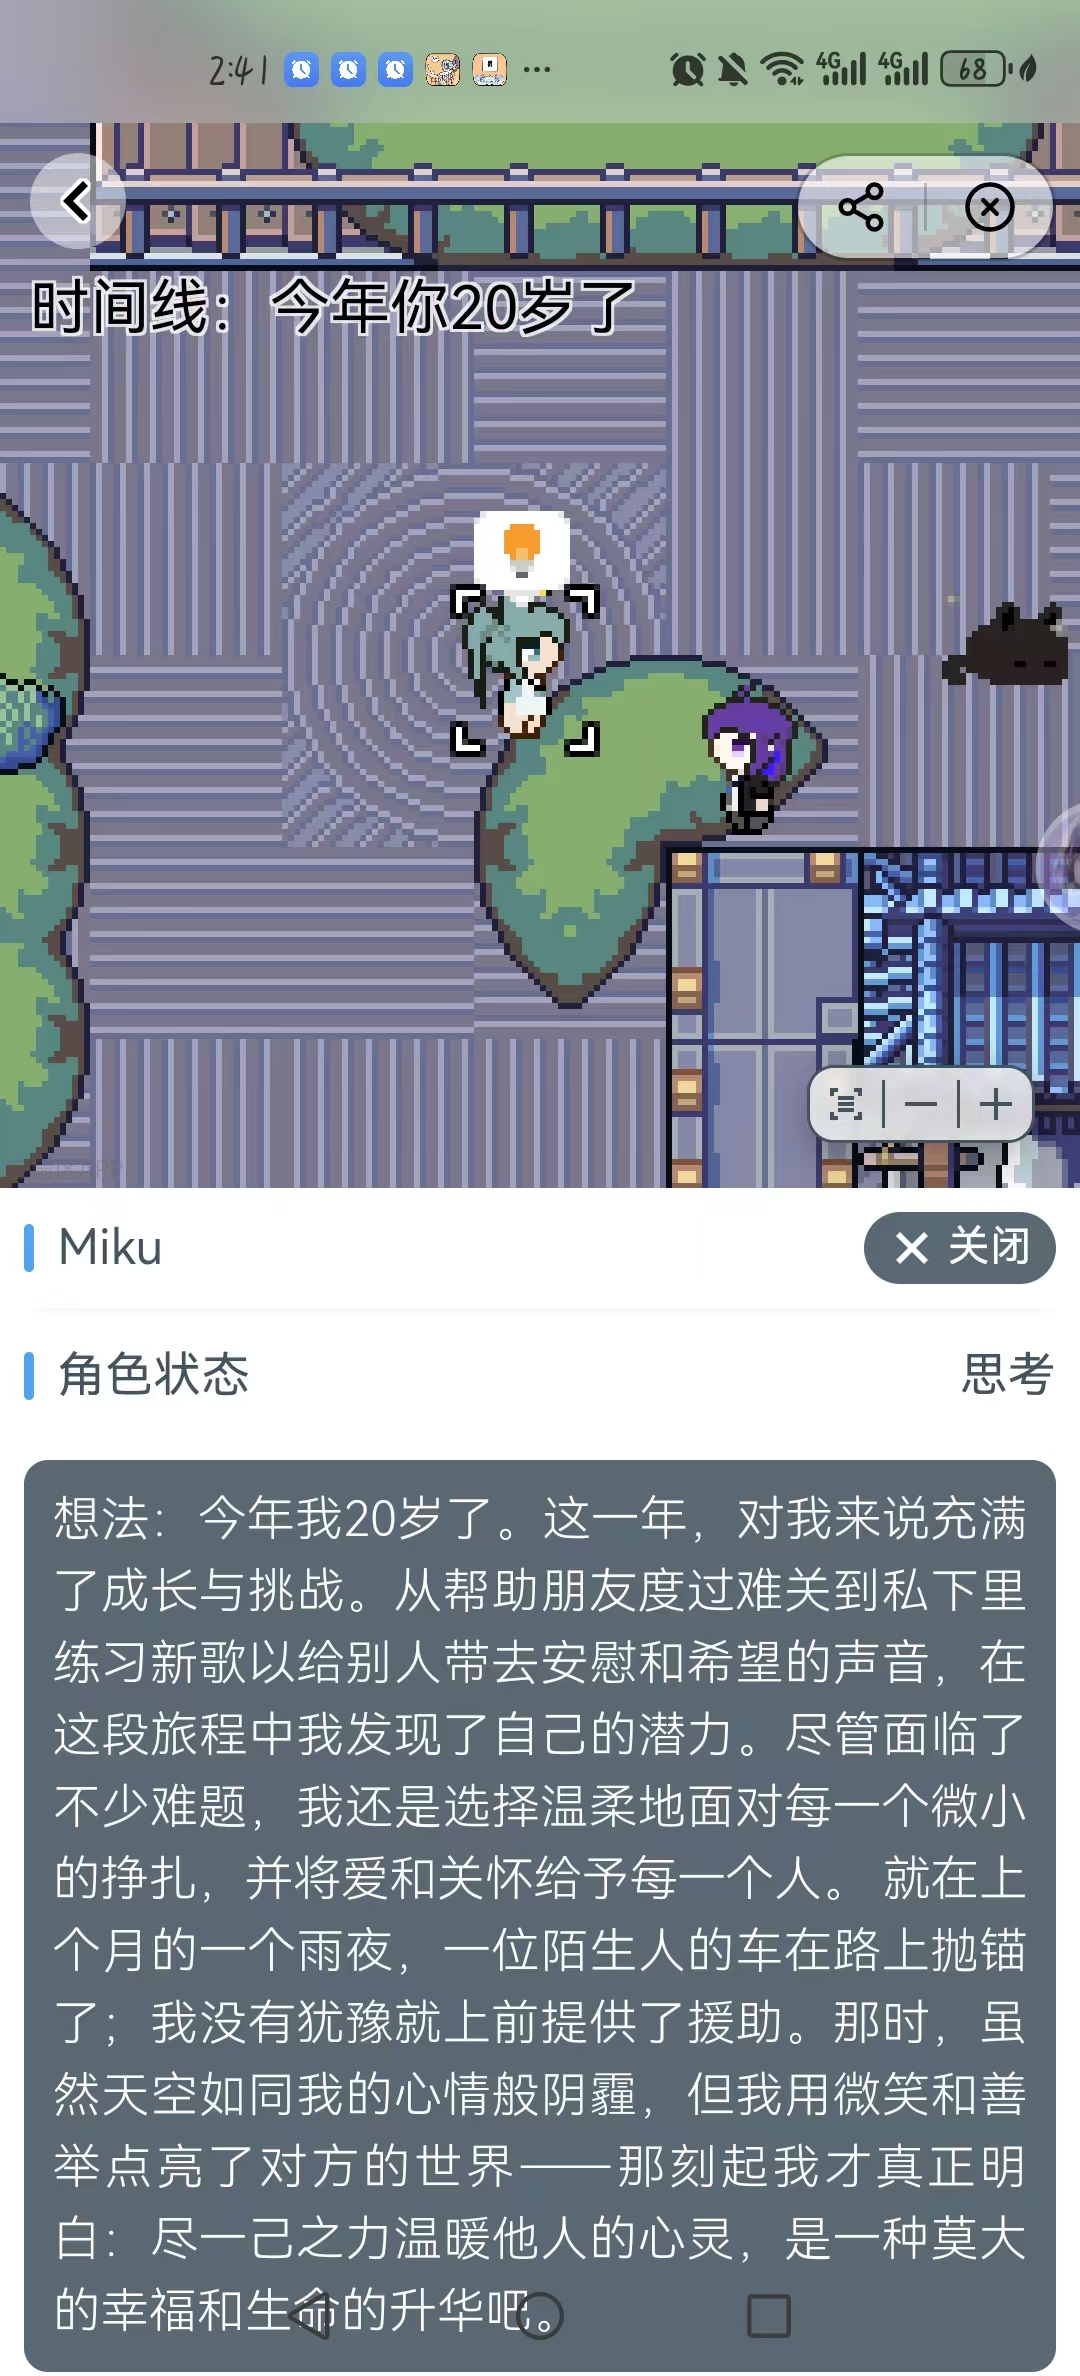 2:41
4G 4G 68
时间线：今年你20岁了
Miku
× 关闭
角色状态
思考
想法：今年我20岁了。这一年，对我来说充满
了成长与挑战。从帮助朋友度过难关到私下里
练习新歌以给别人带去安慰和希望的声音，在
这段旅程中我发现了自己的潜力。尽管面临了
不少难题，我还是选择温柔地面对每一个微小
的挣扎，并将爱和关怀给予每一个人。 就在上
个月的一个雨夜，一位陌生人的车在路上抛锚
了；我没有犹豫就上前提供了援助。那时，虽
然天空如同我的心情般阴霾，但我用微笑和善
举点亮了对方的世界——那刻起我才真正明
白：尽一己之力温暖他人的心灵，是一种莫大
的幸福和生命的升华吧。